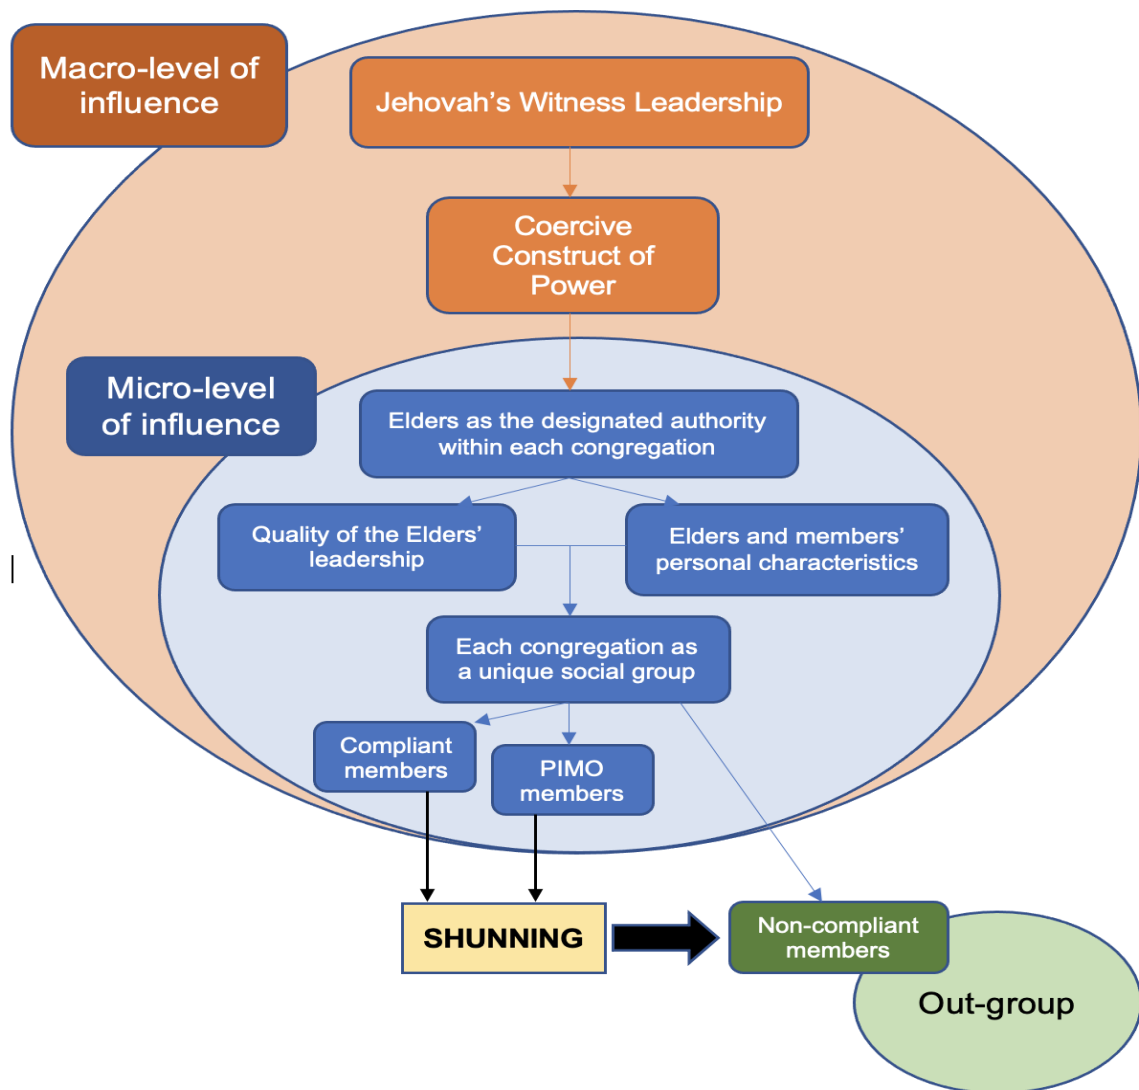 Macro-level of
influence
Jehovah's Witness Leadership
Coercive
Construct of
Power
Micro-level
of influence
Elders as the designated authority
within each congregation
Quality of the Elders'
leadership
Elders and members'
personal characteristics
Each congregation as
a unique social group
Compliant
members
PIMO
members
SHUNNING
Non-compliant
members
Out-group